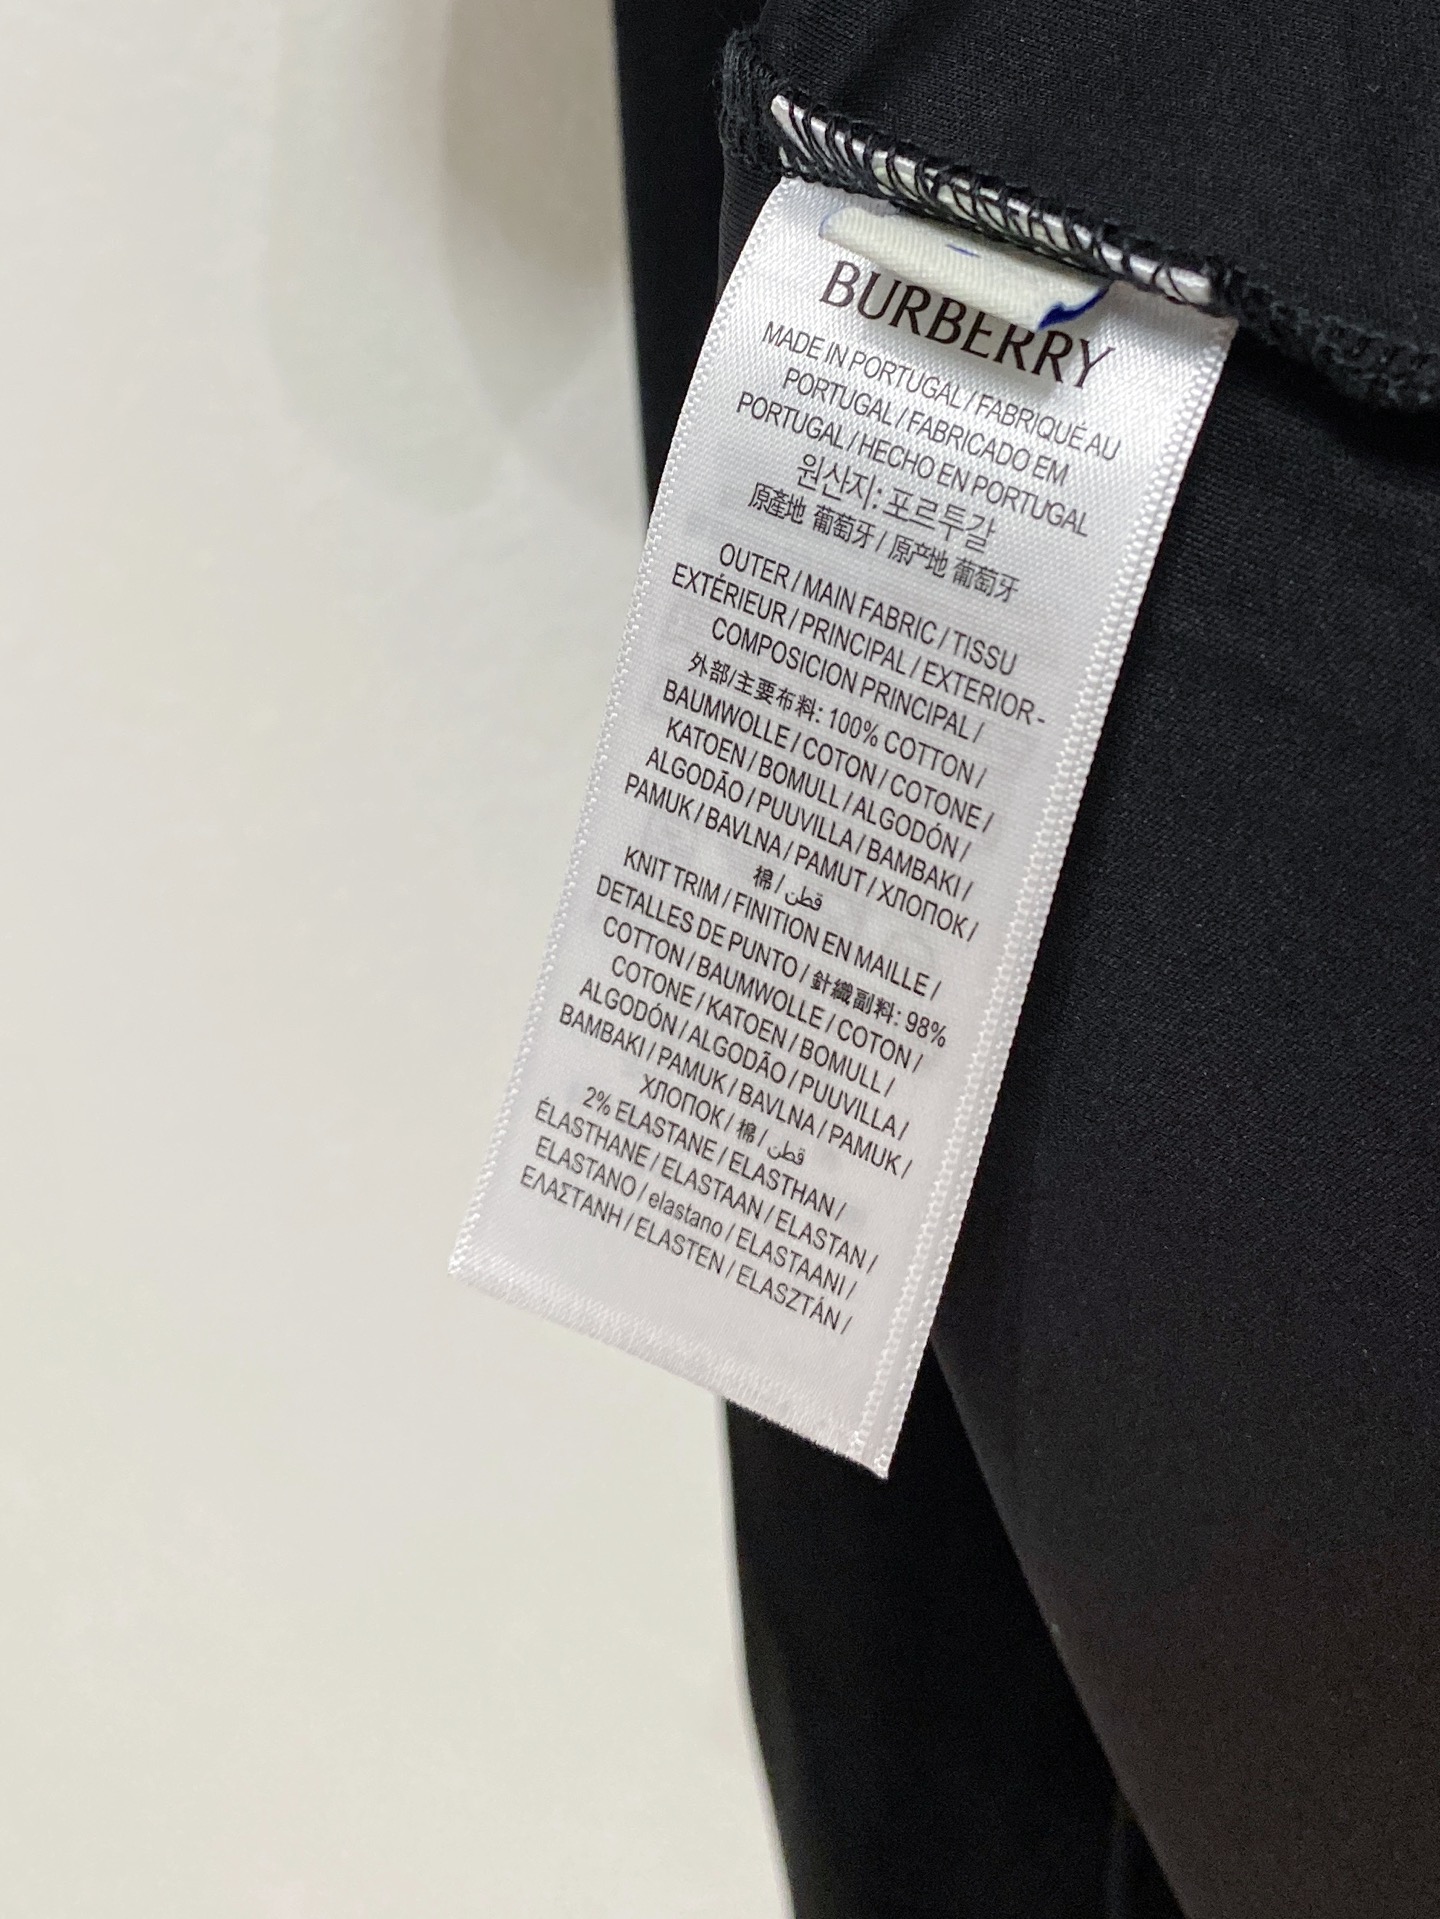 BURBERRY
MADE IN PORTUGAL / FABRIQUÉ AU
PORTUGAL / FABRICADO EM
PORTUGAL / HECHO EN PORTUGAL
원산지: 포르투갈
原產地 葡萄牙 / 原产地 葡萄牙
OUTER / MAIN FABRIC / TISSU
EXTÉRIEUR / PRINCIPAL / EXTERIOR -
COMPOSICION PRINCIPAL /
外部/主要布料: 100% COTTON /
BAUMWOLLE / COTON / COTONE /
KATOEN / BOMULL / ALGODÓN /
ALGODÃO / PUUVILLA / BAMBAKI /
PAMUK / BAVLNA / PAMUT / ХЛОПОК /
棉 / قطن
KNIT TRIM / FINITION EN MAILLE /
DETALLES DE PUNTO / 針織副料: 98%
COTTON / BAUMWOLLE / COTON /
COTONE / KATOEN / BOMULL /
ALGODÓN / ALGODÃO / PUUVILLA /
BAMBAKI / PAMUK / BAVLNA / PAMUK /
ХЛОПОК / 棉 / قطن
2% ELASTANE / ELASTHAN /
ÉLASTHANE / ELASTAAN / ELASTAN /
ELASTANO / elastano / ELASTAANI /
ΕΛΑΣΤΑΝΗ / ELASTEN / ELASZTÁN /